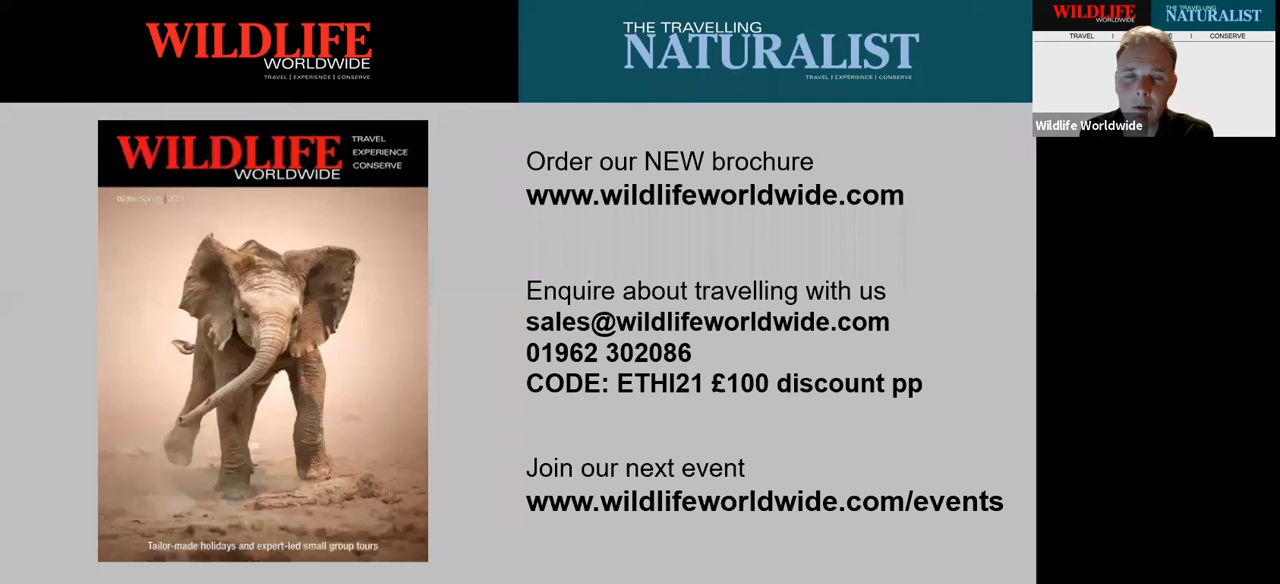 WILDLIFE
WORLDWIDE
TRAVEL | EXPERIENCE | CONSERVE
THE TRAVELLING
NATURALIST
TRAVEL | EXPERIENCE | CONSERVE
WILDLIFE
WORLDWIDE
THE TRAVELLING
NATURALIST
TRAVEL | E | CONSERVE
Wildlife Worldwide
WILDLIFE
WORLDWIDE
TRAVEL
EXPERIENCE
CONSERVE
Winter/Spring | 2021
Tailor-made holidays and expert-led small group tours
Order our NEW brochure
www.wildlifeworldwide.com
Enquire about travelling with us
sales@wildlifeworldwide.com
01962 302086
CODE: ETHI21 £100 discount pp
Join our next event
www.wildlifeworldwide.com/events